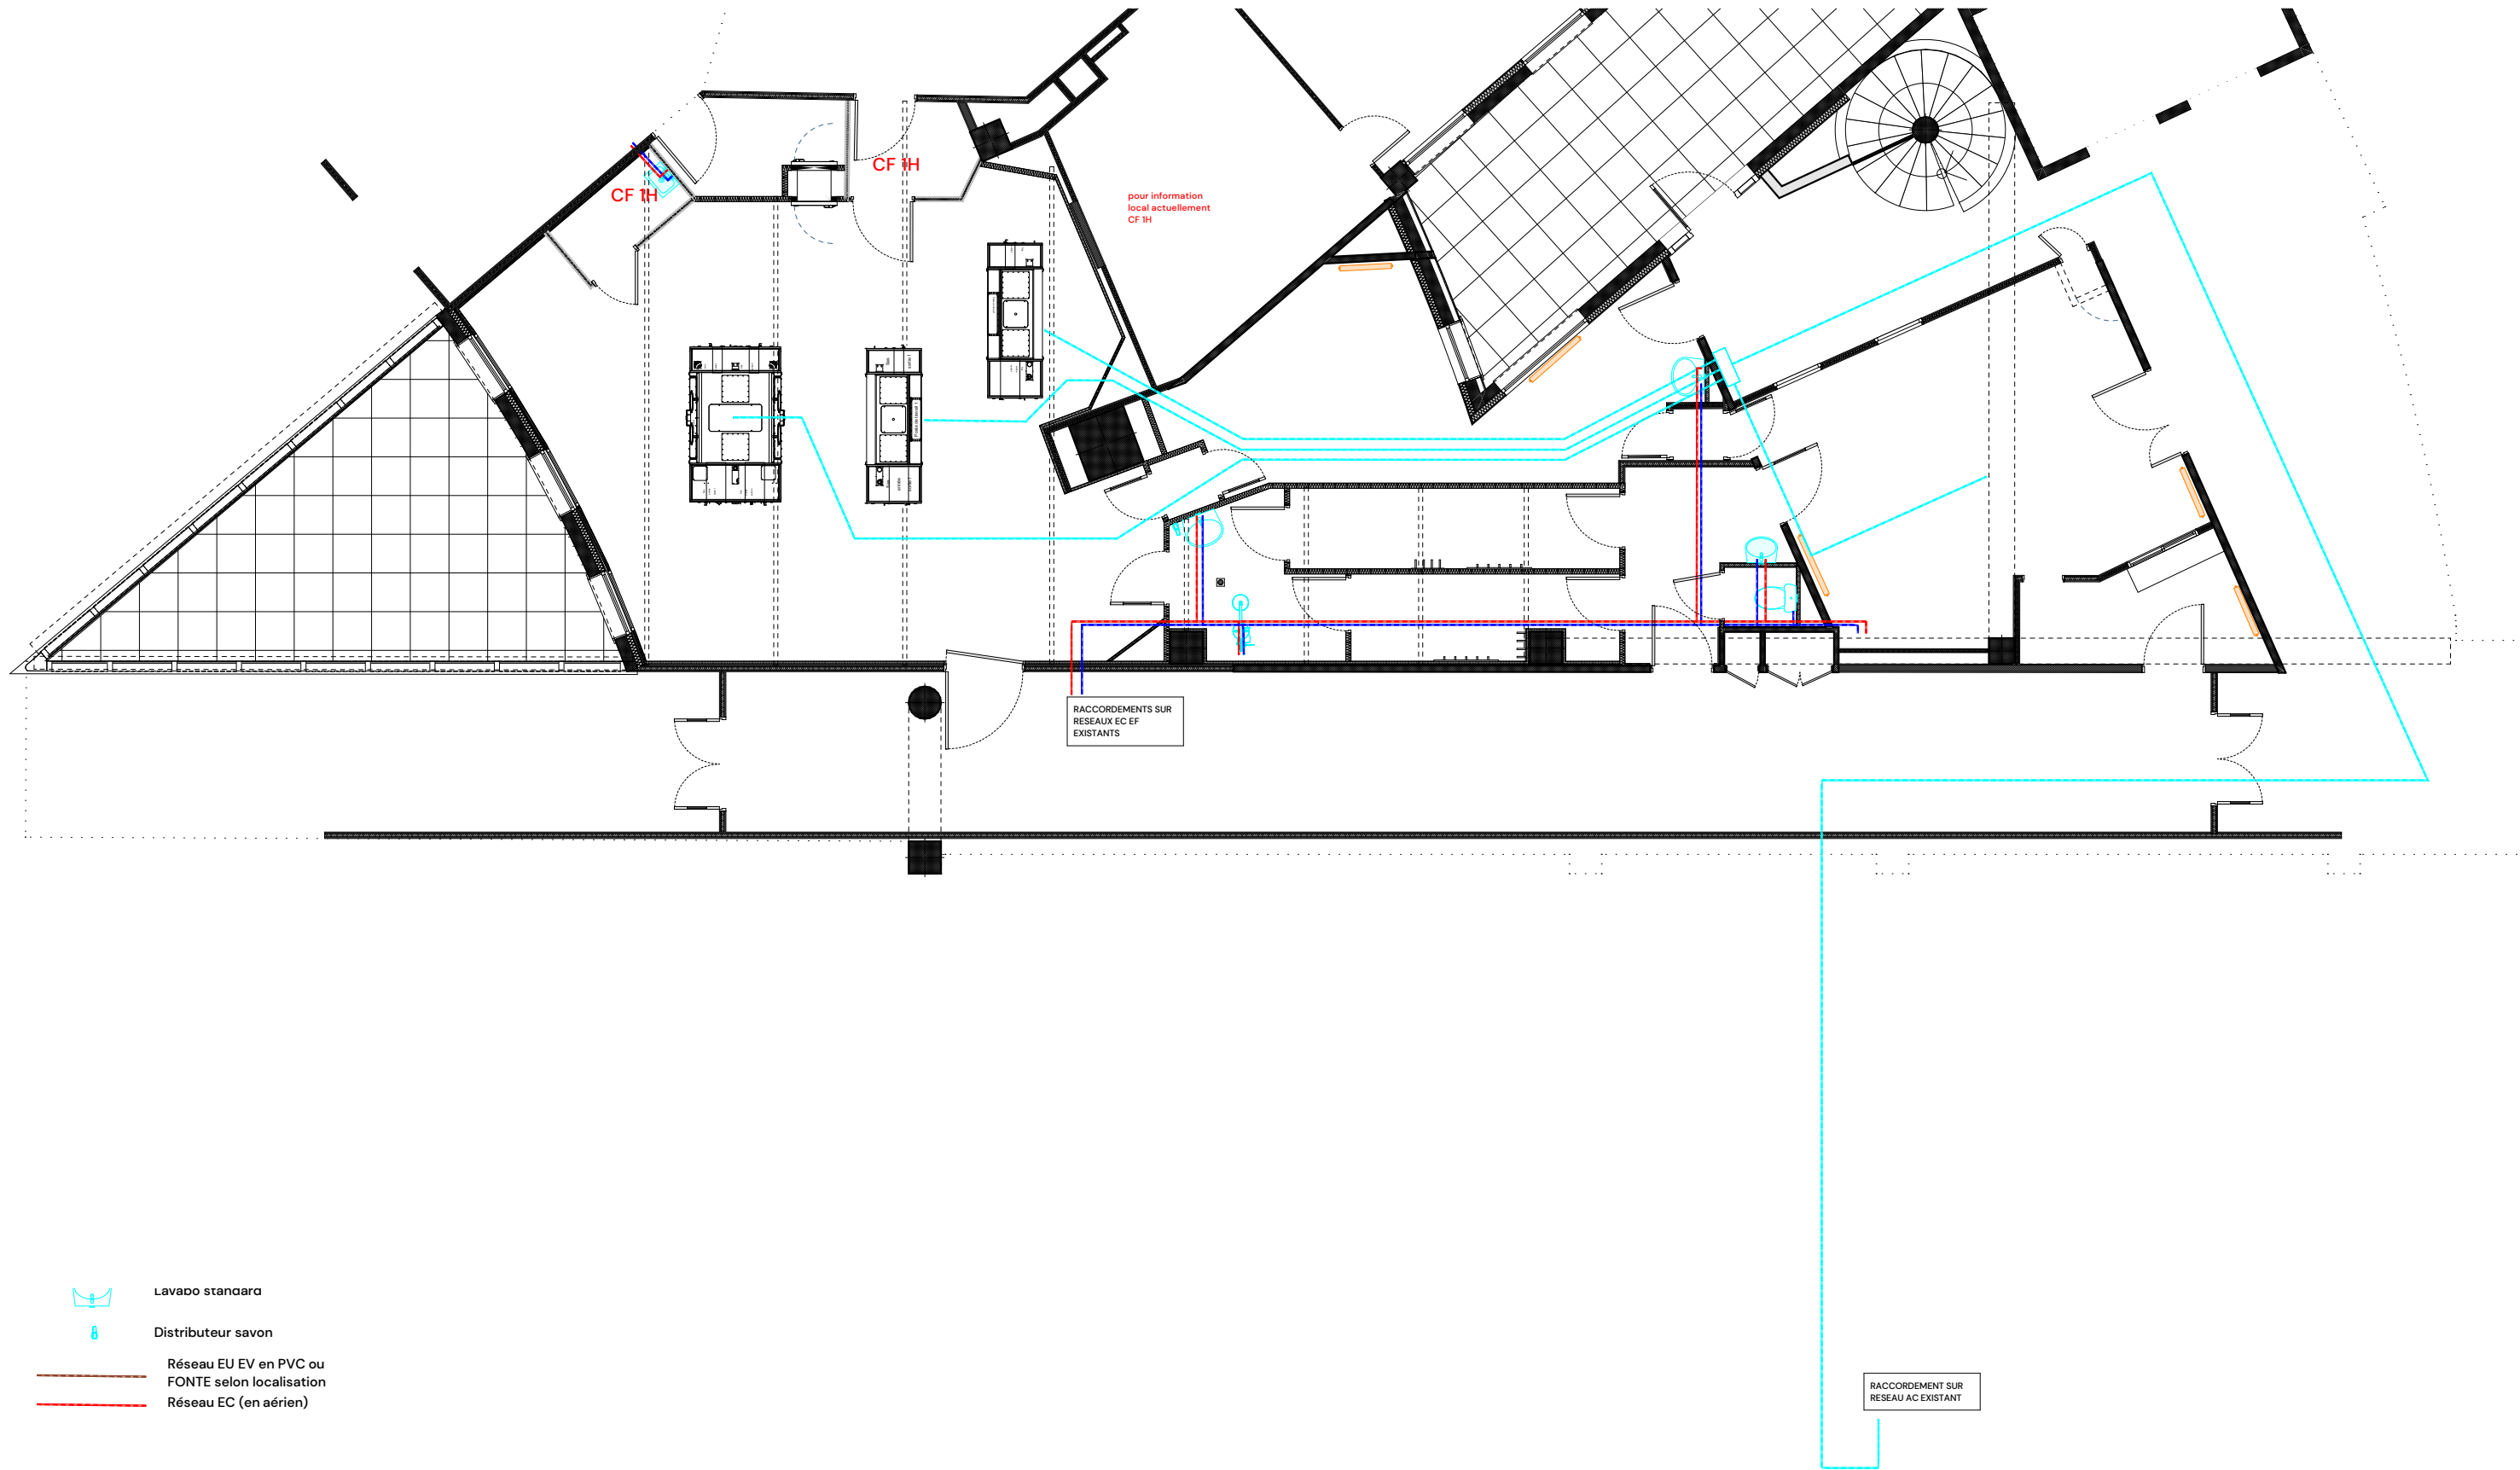 CF 1H
CF 1H
pour information
local actuellement
CF 1H
RACCORDEMENTS SUR
RESEAUX EC EF
EXISTANTS
Lavabo standard
Distributeur savon
Réseau EU EV en PVC ou
FONTE selon localisation
Réseau EC (en aérien)
RACCORDEMENT SUR
RESEAU AC EXISTANT